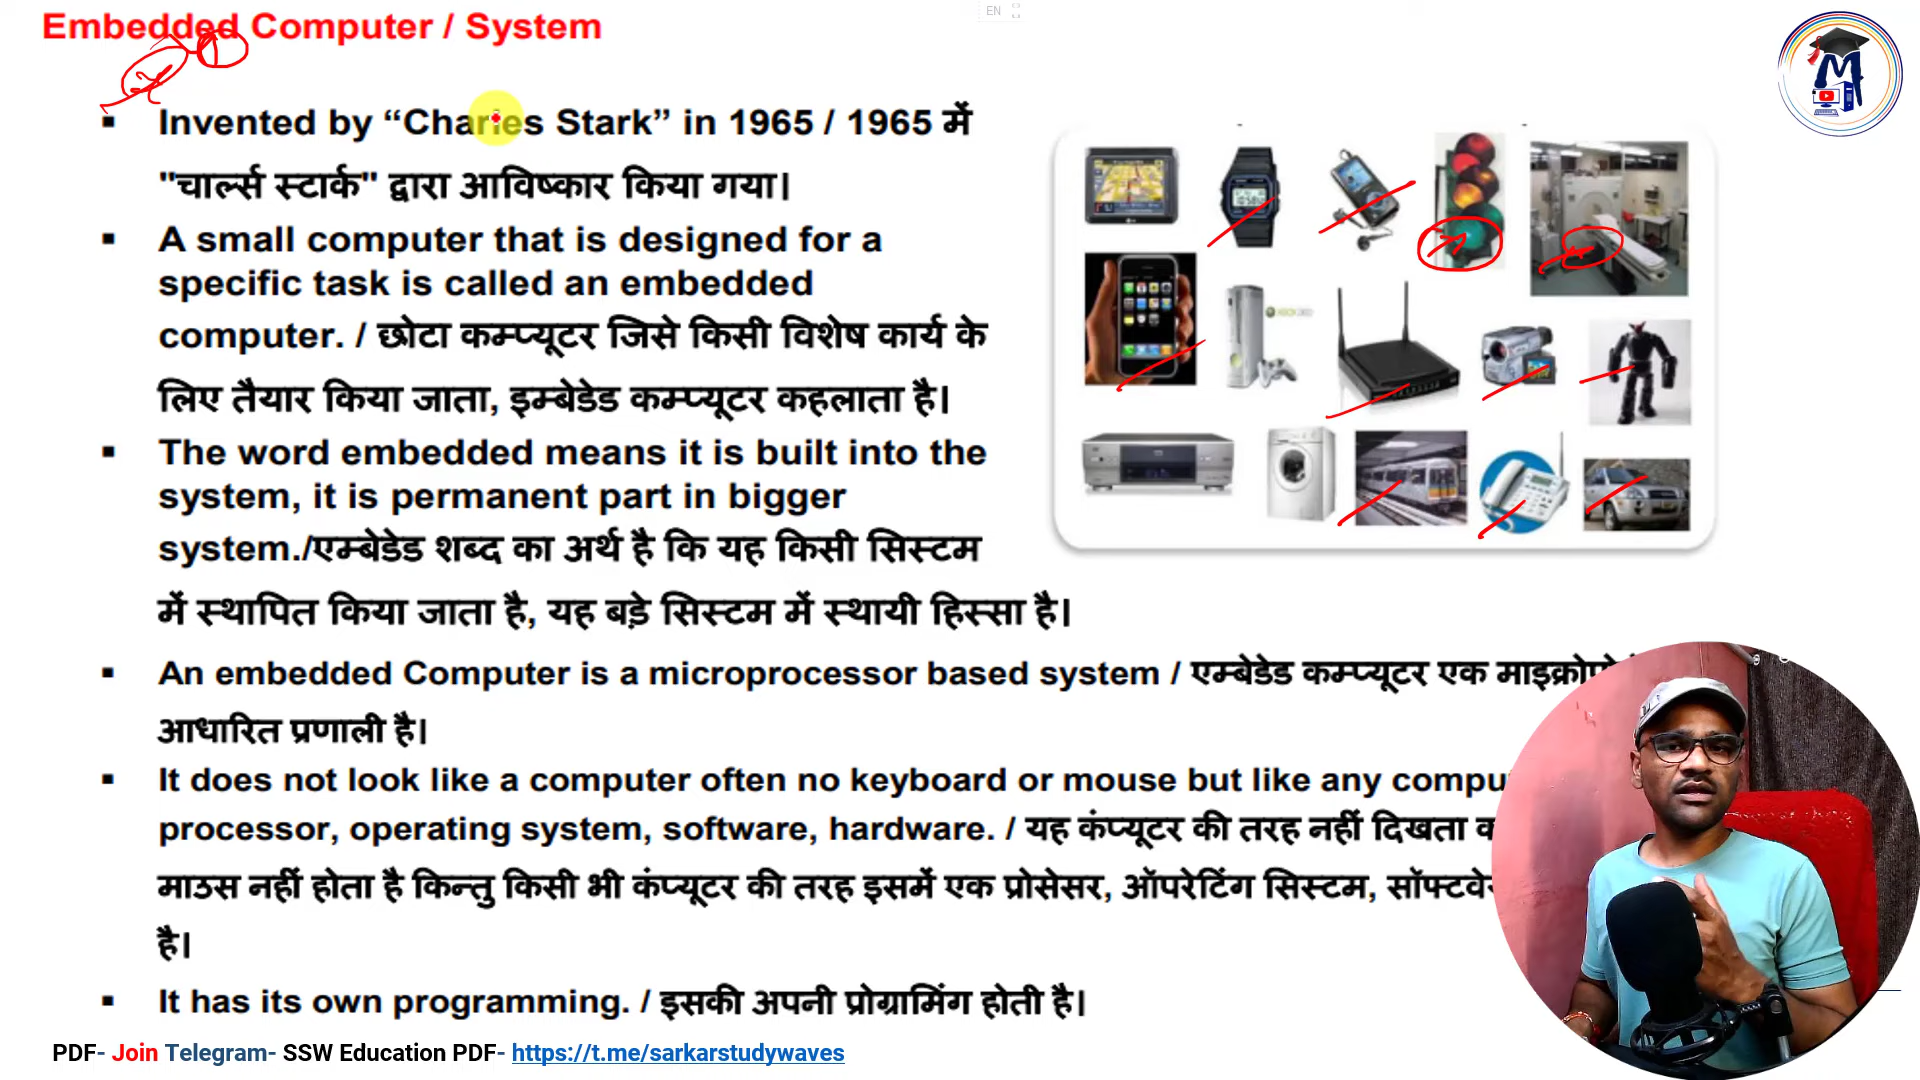 EN
Embedded Computer / System
▪ Invented by “Charles Stark” in 1965 / 1965 में
"चार्ल्स स्टार्क" द्वारा आविष्कार किया गया।
▪ A small computer that is designed for a
specific task is called an embedded
computer. / छोटा कम्प्यूटर जिसे किसी विशेष कार्य के
लिए तैयार किया जाता, इम्बेडेड कम्प्यूटर कहलाता है।
▪ The word embedded means it is built into the
system, it is permanent part in bigger
system./एम्बेडेड शब्द का अर्थ है कि यह किसी सिस्टम
में स्थापित किया जाता है, यह बड़े सिस्टम में स्थायी हिस्सा है।
▪ An embedded Computer is a microprocessor based system / एम्बेडेड कम्प्यूटर एक
आधारित प्रणाली है।
▪ It does not look like a computer often no keyboard or mouse but like any
processor, operating system, software, hardware. / यह कंप्यूटर की तरह नहीं दिखता
माउस नहीं होता है किन्तु किसी भी कंप्यूटर की तरह इसमें एक प्रोसेसर, ऑपरेटिंग सिस्टम,
है।
▪ It has its own programming. / इसकी अपनी प्रोग्रामिंग होती है।
PDF- Join Telegram- SSW Education PDF- https://t.me/sarkarstudywaves